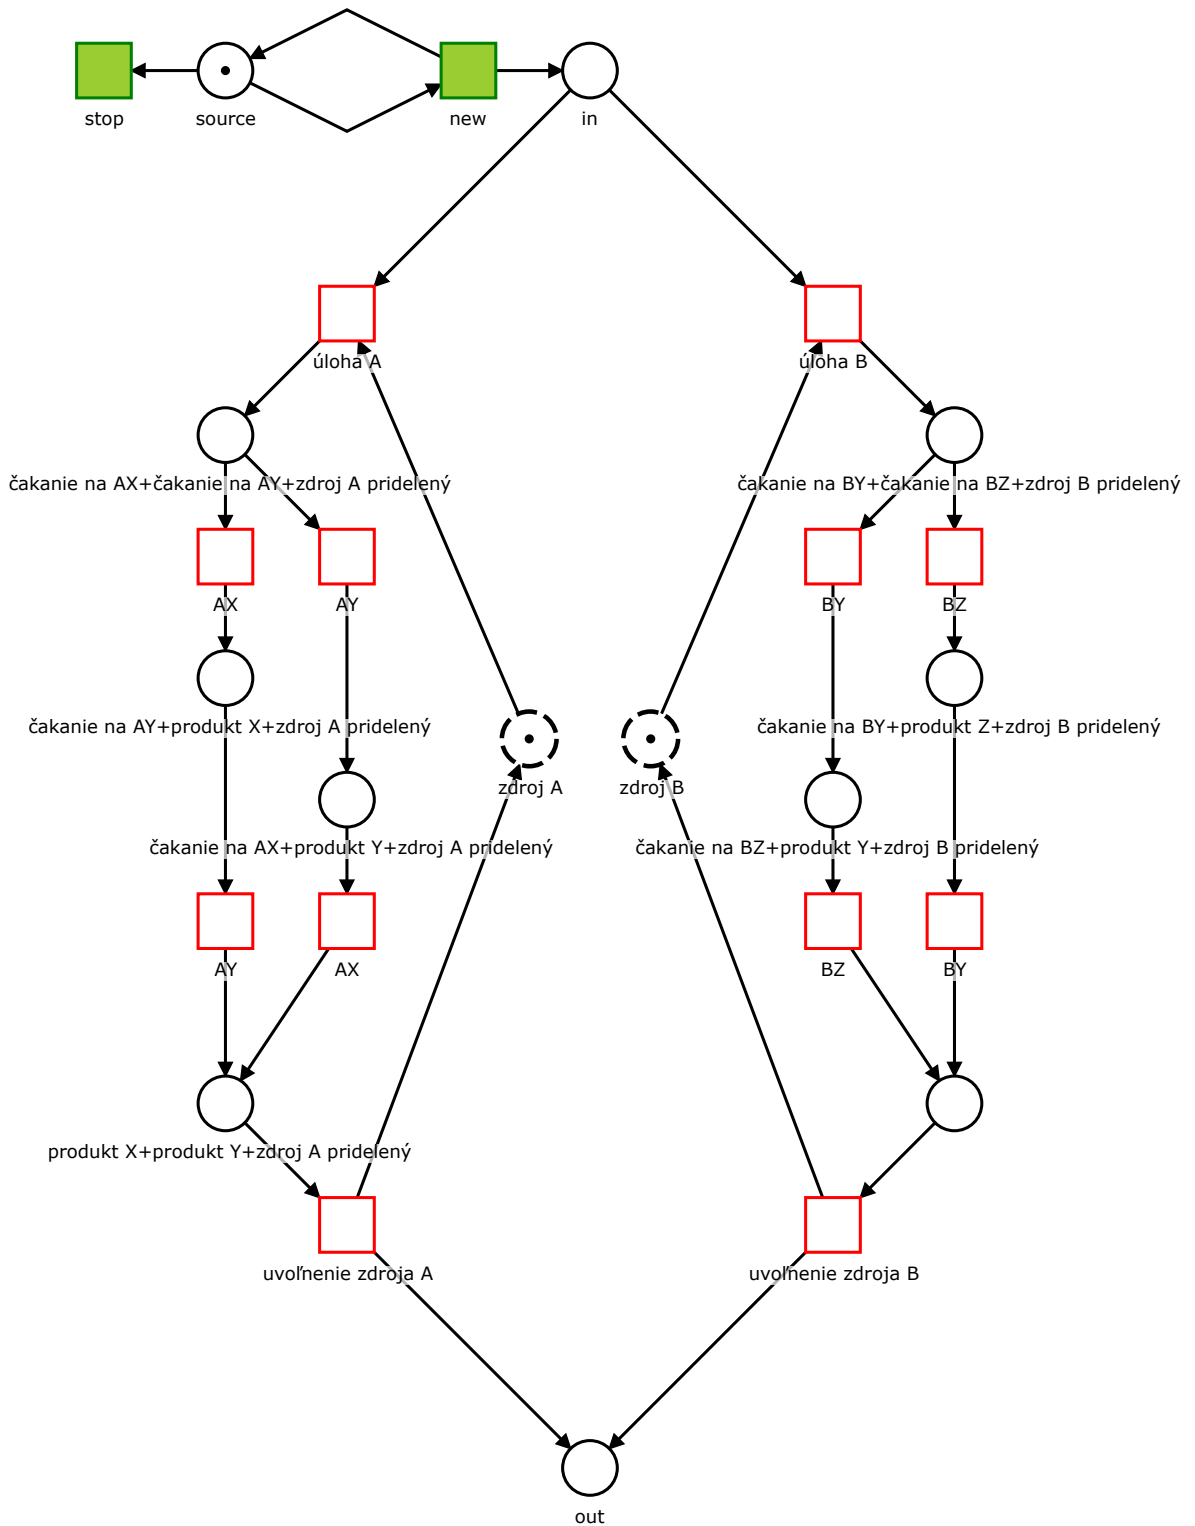 stop
source
new
in
úloha A
úloha B
čakanie na AX+čakanie na AY+zdroj A pridelený
čakanie na BY+čakanie na BZ+zdroj B pridelený
AX
AY
BY
BZ
čakanie na AY+produkt X+zdroj A pridelený
čakanie na BY+produkt Z+zdroj B pridelený
zdroj A
zdroj B
čakanie na AX+produkt Y+zdroj A pridelený
čakanie na BZ+produkt Y+zdroj B pridelený
AY
AX
BZ
BY
produkt X+produkt Y+zdroj A pridelený
uvoľnenie zdroja A
uvoľnenie zdroja B
out